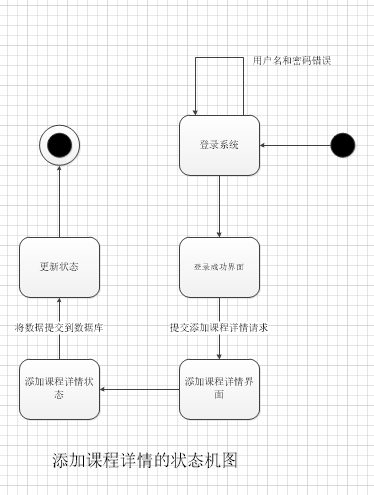 用户名和密码错误
登录系统
更新状态
登录成功界面
将数据提交到数据库
提交添加课程详情请求
添加课程详情状
态
添加课程详情界
面
添加课程详情的状态机图